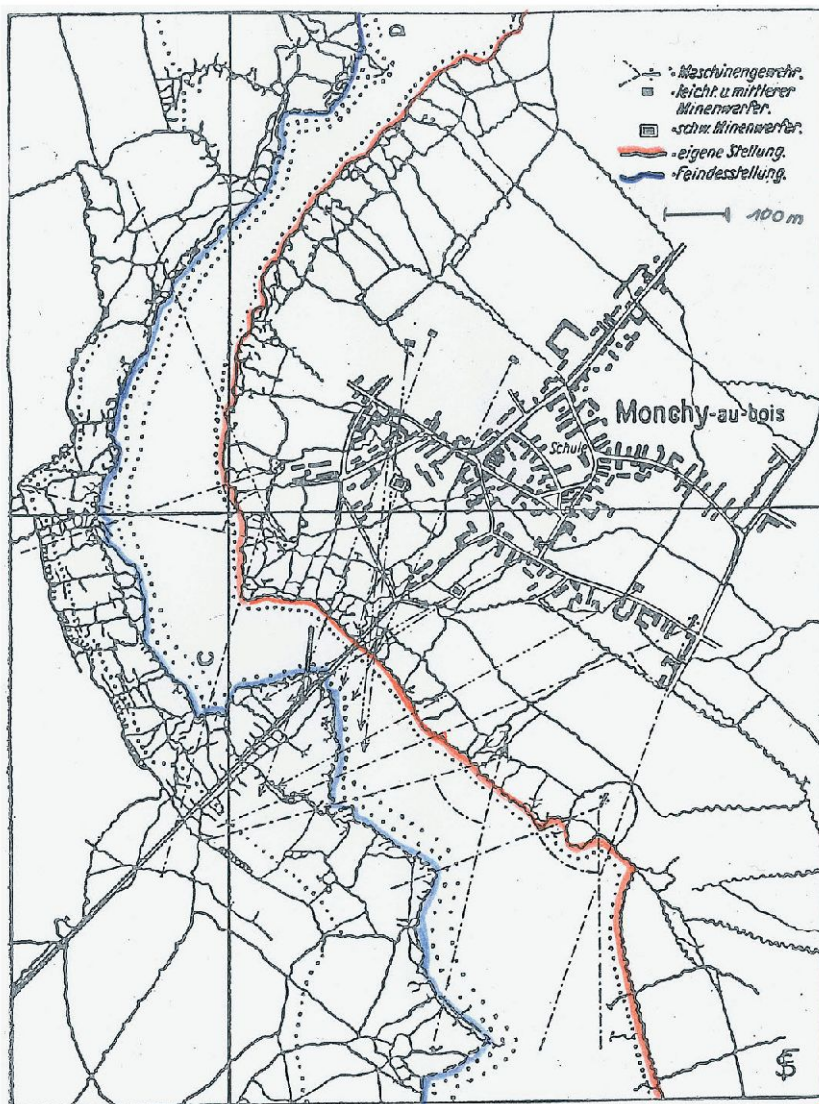 D
· Maschinengewehr.
· leicht. u. mittlerer
Minenwerfer.
· schw. Minenwerfer.
· eigene Stellung.
· Feindesstellung.
100 m
Monchy-au-bois
Schule
C
A